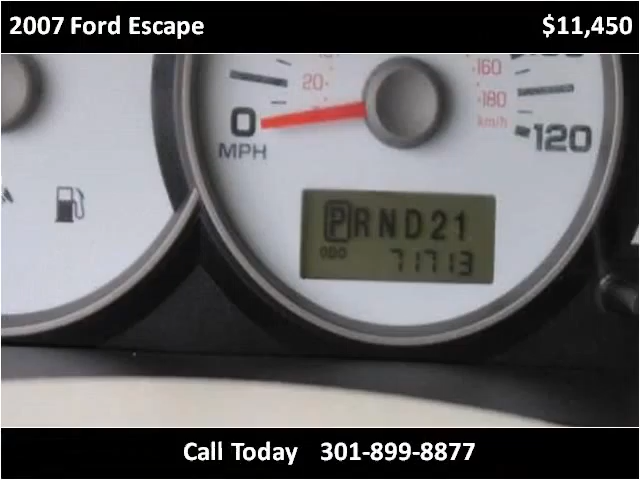 2007 Ford Escape $11,450
160
20
180
0 km/h 120
MPH
PRND21
ODO 71713
Call Today 301-899-8877